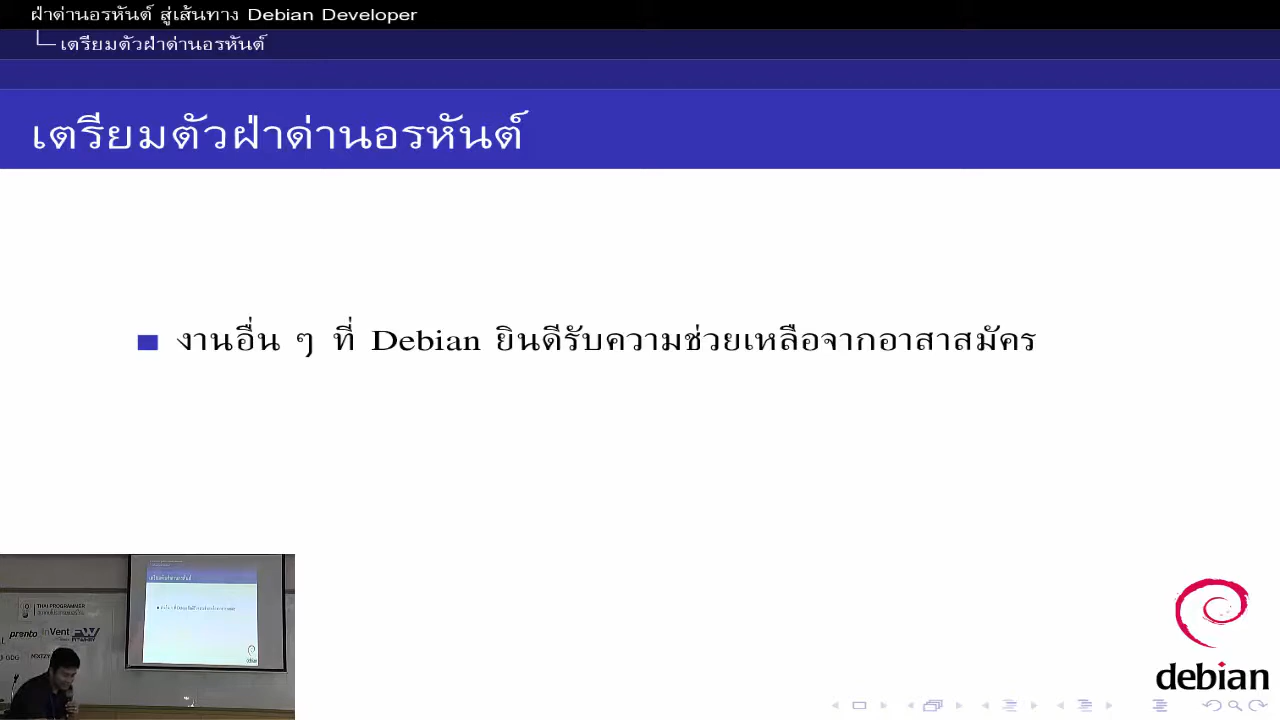 ฝ่าด่านอรหันต์ สู่เส้นทาง Debian Developer
เตรียมตัวฝ่าด่านอรหันต์
เตรียมตัวฝ่าด่านอรหันต์
งานอื่น ๆ ที่ Debian ยินดีรับความช่วยเหลือจากอาสาสมัคร
THAI PROGRAMMER
pronto
InVent
debian